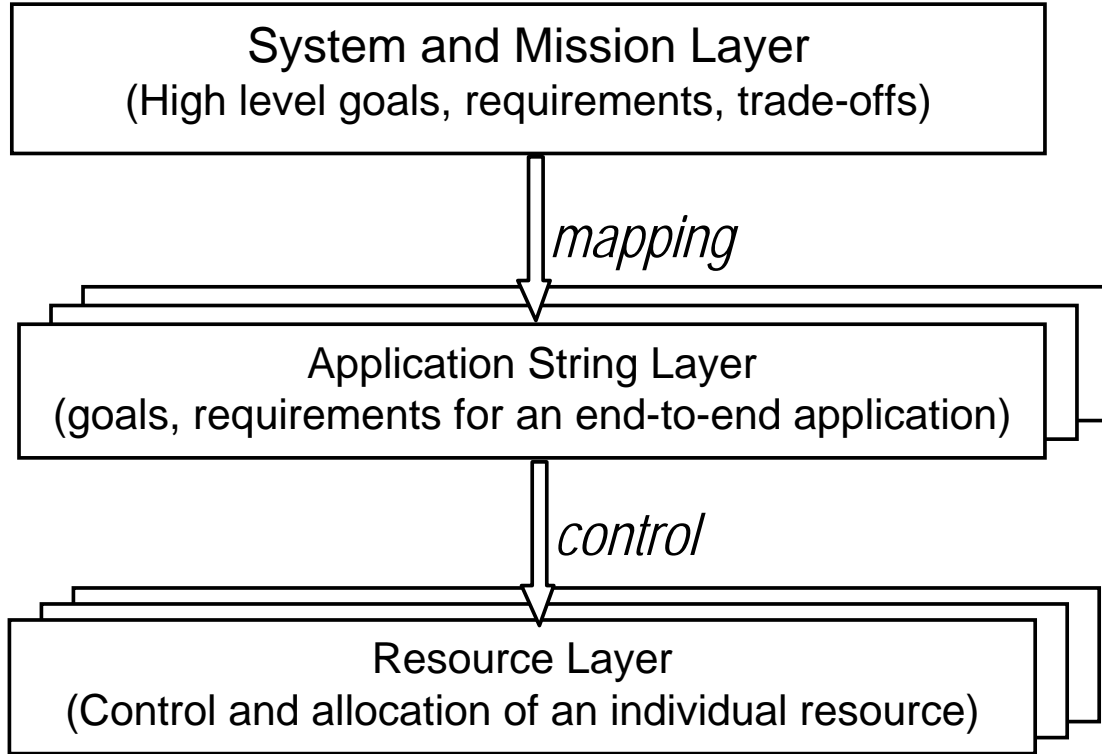 System and Mission Layer
(High level goals, requirements, trade-offs)
mapping
Application String Layer
(goals, requirements for an end-to-end application)
control
Resource Layer
(Control and allocation of an individual resource)